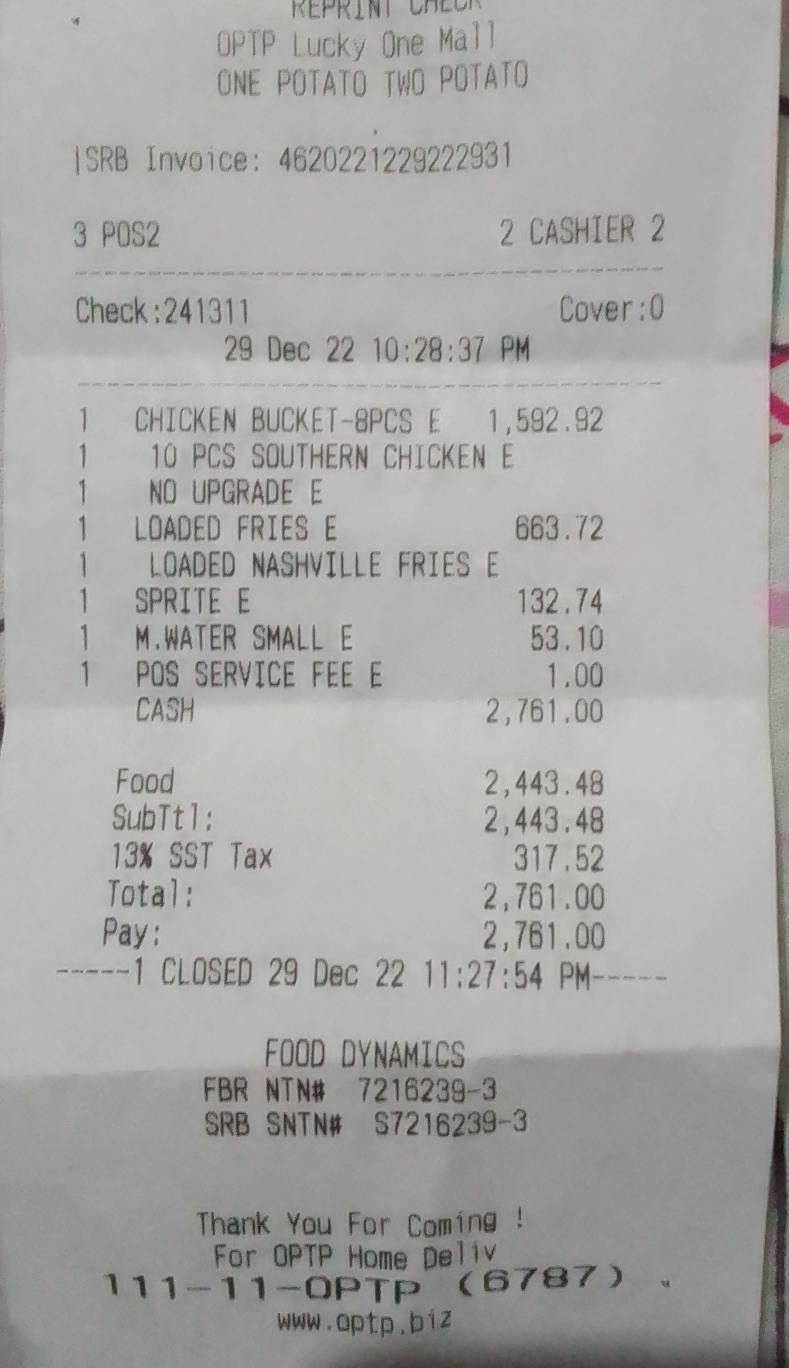 REPRINT CHECK
OPTP Lucky One Mall
ONE POTATO TWO POTATO
|SRB Invoice: 4620221229222931
3 POS2 2 CASHIER 2
Check:241311 Cover:0
29 Dec 22 10:28:37 PM
1 CHICKEN BUCKET-8PCS E 1,592.92
1 10 PCS SOUTHERN CHICKEN E
1 NO UPGRADE E
1 LOADED FRIES E 663.72
1 LOADED NASHVILLE FRIES E
1 SPRITE E 132.74
1 M.WATER SMALL E 53.10
1 POS SERVICE FEE E 1.00
CASH 2,761.00
Food 2,443.48
SubTtl: 2,443.48
13% SST Tax 317.52
Total: 2,761.00
Pay: 2,761.00
-----1 CLOSED 29 Dec 22 11:27:54 PM-----
FOOD DYNAMICS
FBR NTN# 7216239-3
SRB SNTN# S7216239-3
Thank You For Coming !
For OPTP Home Deliv
111-11-OPTP (6787)
www.optp.biz